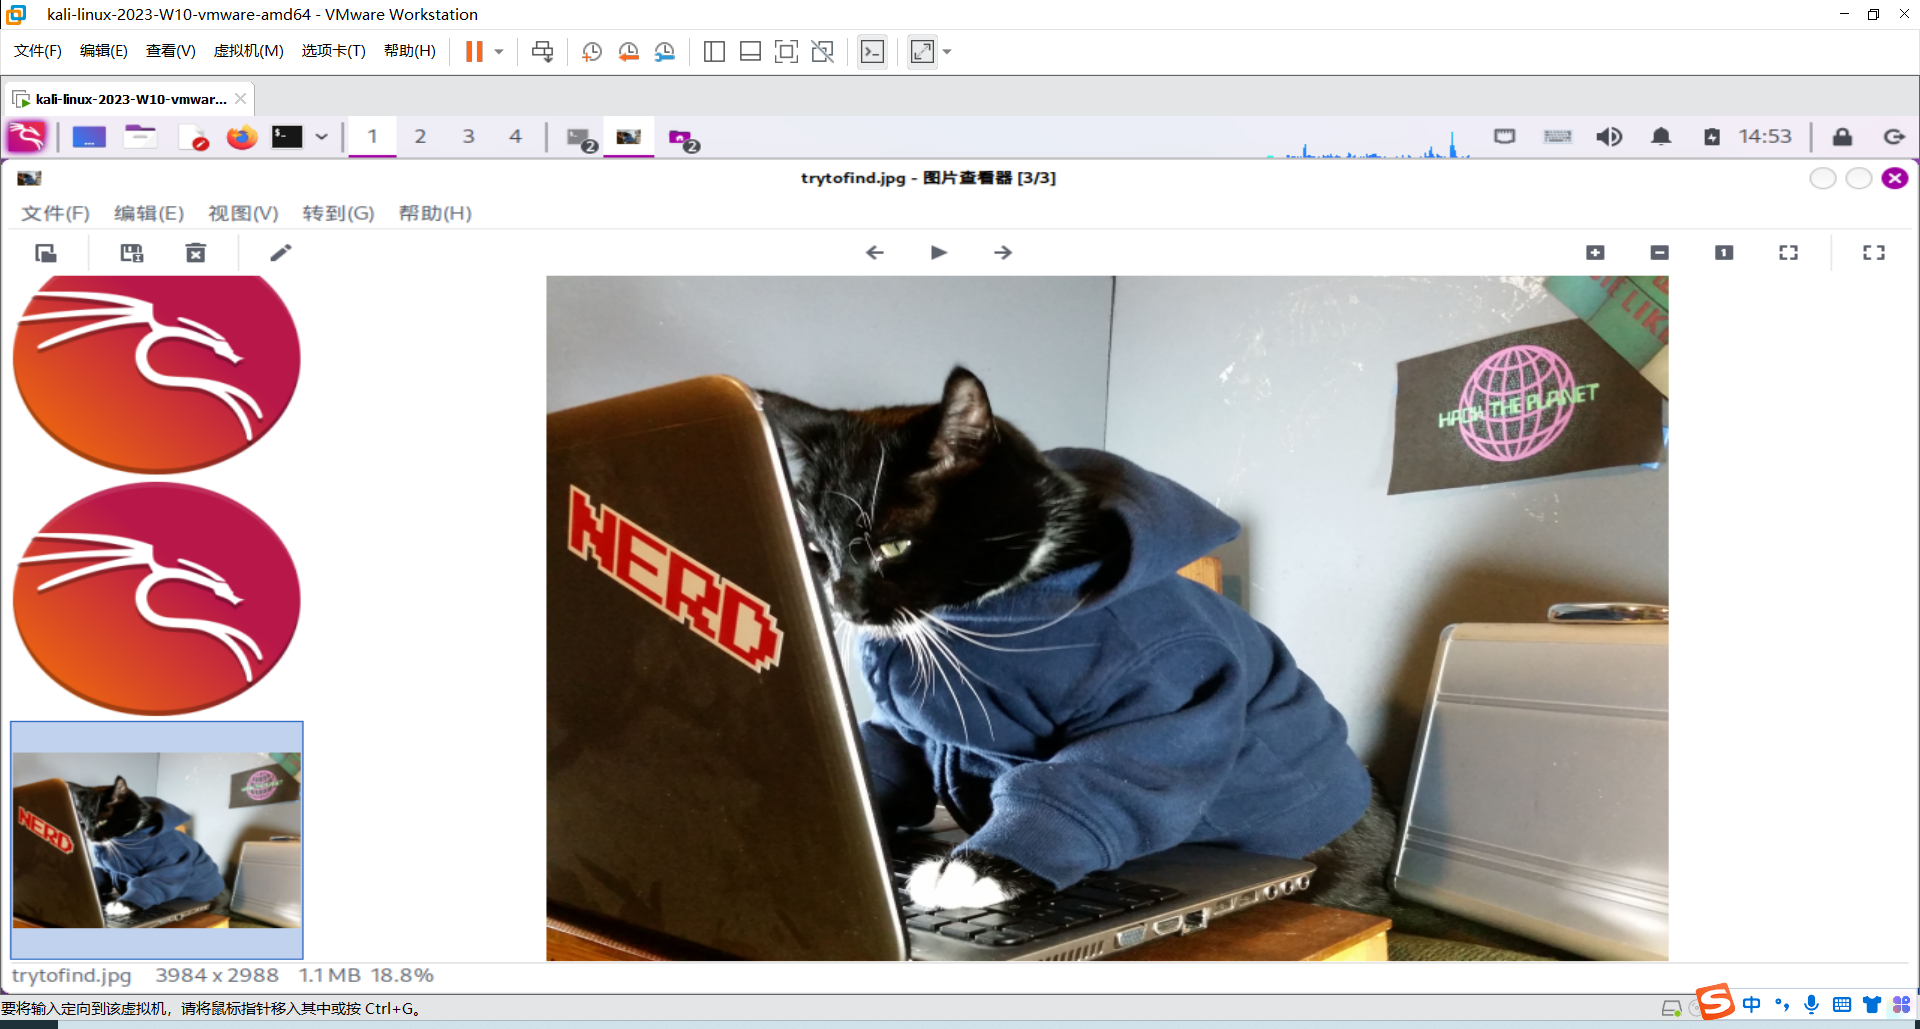 kali-linux-2023-W10-vmware-amd64 - VMware Workstation
文件(F) 编辑(E) 查看(V) 虚拟机(M) 选项卡(T) 帮助(H)
kali-linux-2023-W10-vmwar...
1 2 3 4 2 2 14:53
trytofind.jpg - 图片查看器 [3/3]
文件(F) 编辑(E) 视图(V) 转到(G) 帮助(H)
HACK THE PLANET
NERD
NERD
trytofind.jpg 3984 x 2988 1.1 MB 18.8%
要将输入定向到该虚拟机，请将鼠标指针移入其中或按 Ctrl+G。
中